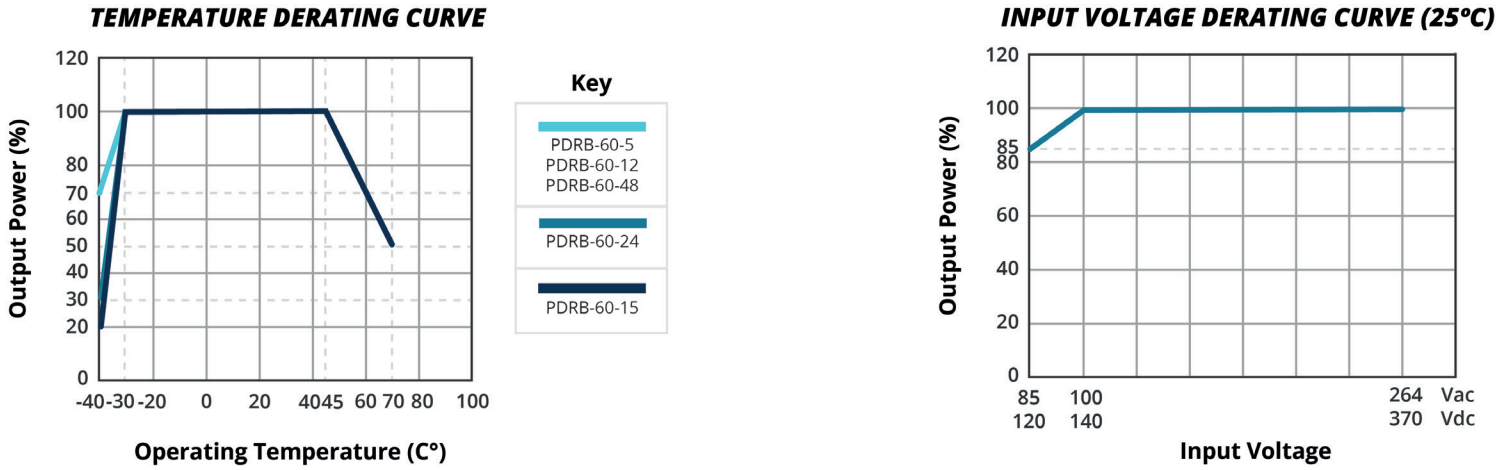 TEMPERATURE DERATING CURVE
120
100
80
70
60
50
40
30
20
0
Output Power (%)
-40 -30 -20 0 20 40 45 60 70 80 100
Operating Temperature (C°)
Key
PDRB-60-5
PDRB-60-12
PDRB-60-48
PDRB-60-24
PDRB-60-15
INPUT VOLTAGE DERATING CURVE (25ºC)
120
100
85
80
60
40
20
0
Output Power (%)
85 100 264 Vac
120 140 370 Vdc
Input Voltage